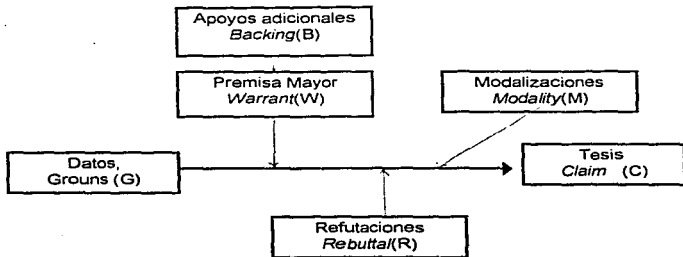 Apoyos adicionales
Backing(B)
Premisa Mayor
Warrant(W)
Modalizaciones
Modality(M)
Datos,
Grouns (G)
Tesis
Claim (C)
Refutaciones
Rebuttal(R)